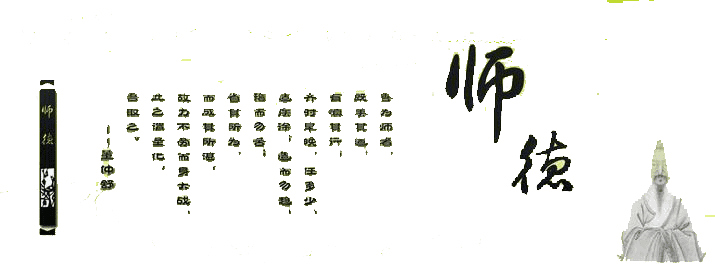 师德
善为师者，
既美其道，
有慎其行，
齐时早晚，任多少，
适疾徐，造而勿趋，
稽而勿苦，
省其所为，
而成其所湛，
故力不劳而身大成，
此之谓圣化，
吾取之。
——董仲舒
师德